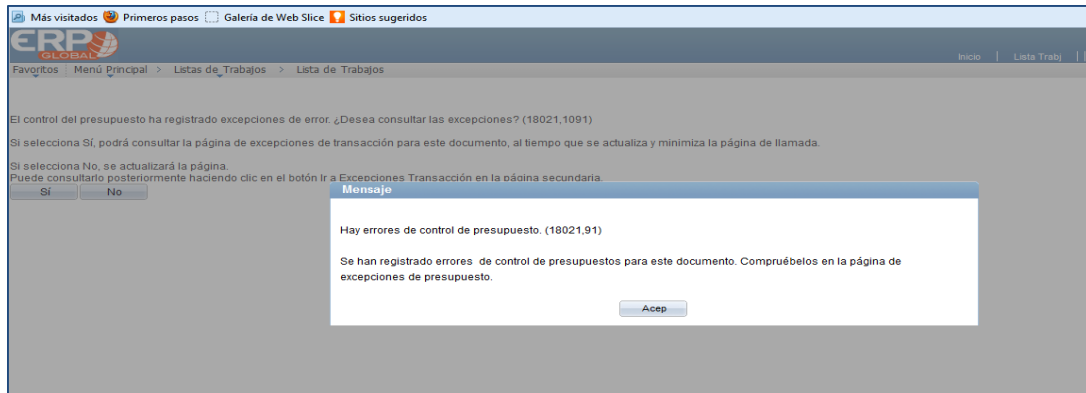 Más visitados Primeros pasos Galería de Web Slice Sitios sugeridos
ERP
GLOBAL
Inicio | Lista Trabj |
Favoritos Menú Principal > Listas de Trabajos > Lista de Trabajos
El control del presupuesto ha registrado excepciones de error. ¿Desea consultar las excepciones? (18021,1091)
Si selecciona Sí, podrá consultar la página de excepciones de transacción para este documento, al tiempo que se actualiza y minimiza la página de llamada.
Si selecciona No, se actualizará la página.
Puede consultarlo posteriormente haciendo clic en el botón Ir a Excepciones Transacción en la página secundaria.
Sí No
Mensaje
Hay errores de control de presupuesto. (18021,91)
Se han registrado errores de control de presupuestos para este documento. Compruébelos en la página de
excepciones de presupuesto.
Acep